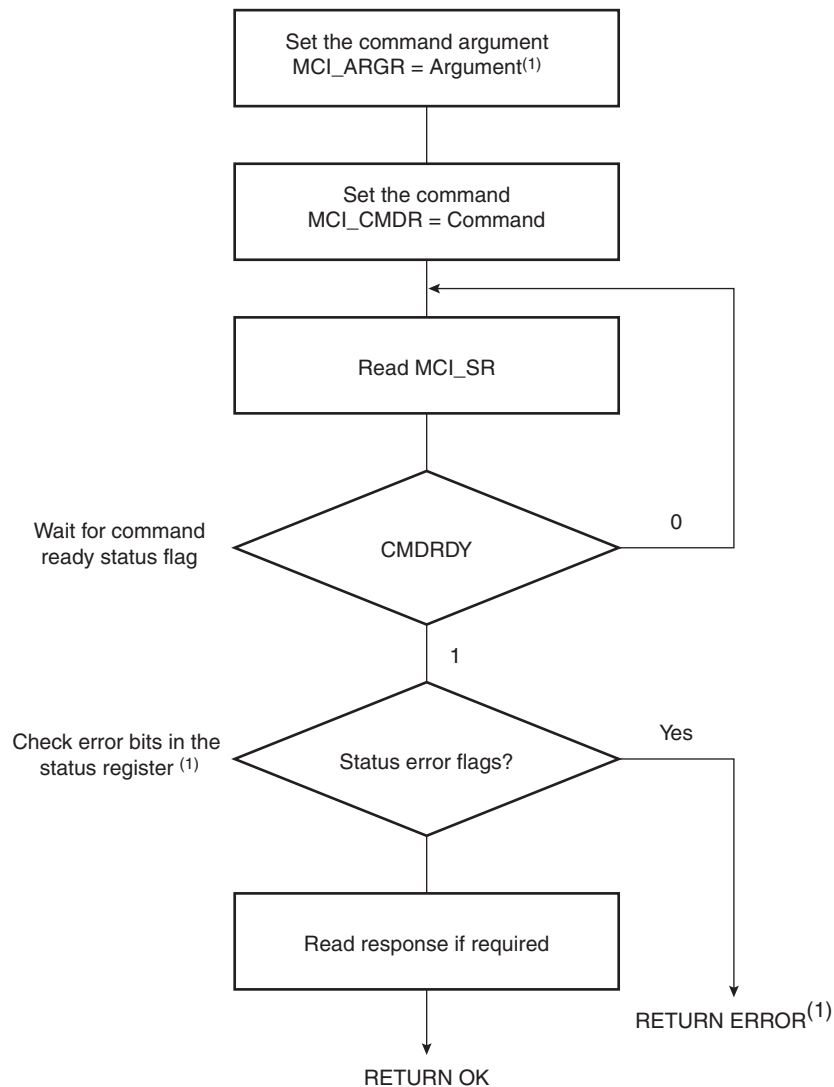 Set the command argument
MCI_ARGR = Argument(1)
Set the command
MCI_CMDR = Command
Read MCI_SR
Wait for command
ready status flag
CMDRDY
0
1
Check error bits in the
status register (1)
Status error flags?
Yes
Read response if required
RETURN ERROR(1)
RETURN OK